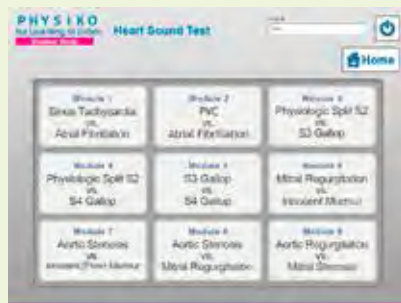 PHYSIKO
Heart Sound Test
Home
Module 1
Sinus Tachycardia
vs.
Atrial Fibrillation
Module 2
PVC
vs.
Atrial Fibrillation
Module 3
Physiologic Split S2
vs.
S3 Gallop
Module 4
Physiologic Split S2
vs.
S4 Gallop
Module 5
S3 Gallop
vs.
S4 Gallop
Module 6
Mitral Regurgitation
vs.
Innocent Murmur
Module 7
Aortic Stenosis
vs.
Innocent Murmur
Module 8
Aortic Stenosis
vs.
Mitral Regurgitation
Module 9
Aortic Regurgitation
vs.
Mitral Stenosis